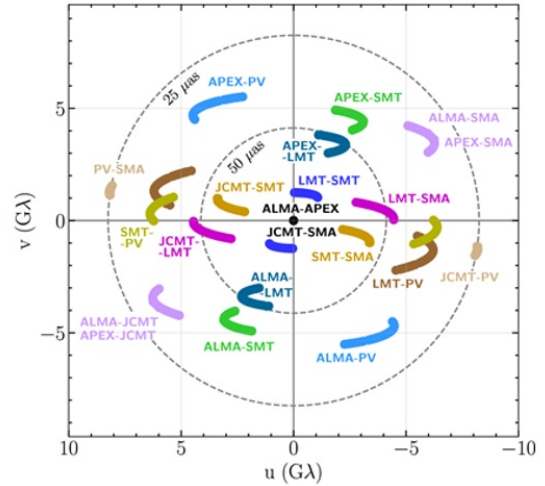 APEX-PV
25 μas
APEX-SMT
ALMA-SMA
APEX-SMA
APEX-
-LMT
50 μas
PV-SMA
JCMT-SMT
LMT-SMT
LMT-SMA
ALMA-APEX
JCMT-SMA
SMT-
-PV
JCMT-
-LMT
SMT-SMA
LMT-PV
JCMT-PV
ALMA-
-LMT
ALMA-JCMT
APEX-JCMT
ALMA-SMT
ALMA-PV
v (Gλ)
5
0
−5
10
5
0
−5
−10
u (Gλ)